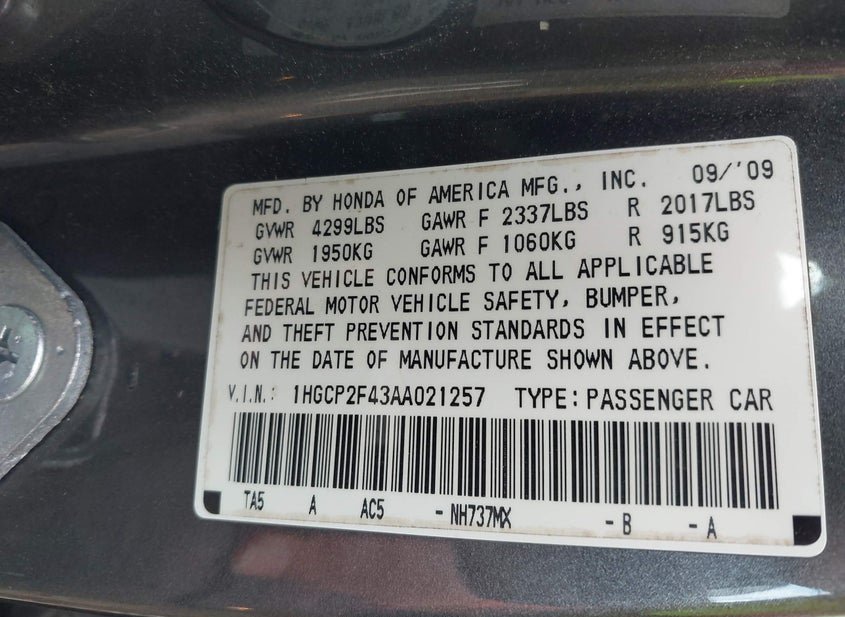 MFD. BY HONDA OF AMERICA MFG., INC. 09/'09
GVWR 4299LBS GAWR F 2337LBS R 2017LBS
GVWR 1950KG GAWR F 1060KG R 915KG
THIS VEHICLE CONFORMS TO ALL APPLICABLE
FEDERAL MOTOR VEHICLE SAFETY, BUMPER,
AND THEFT PREVENTION STANDARDS IN EFFECT
ON THE DATE OF MANUFACTURE SHOWN ABOVE.
V.I.N.: 1HGCP2F43AA021257 TYPE: PASSENGER CAR
TA5 A AC5 - NH737MX - B - A